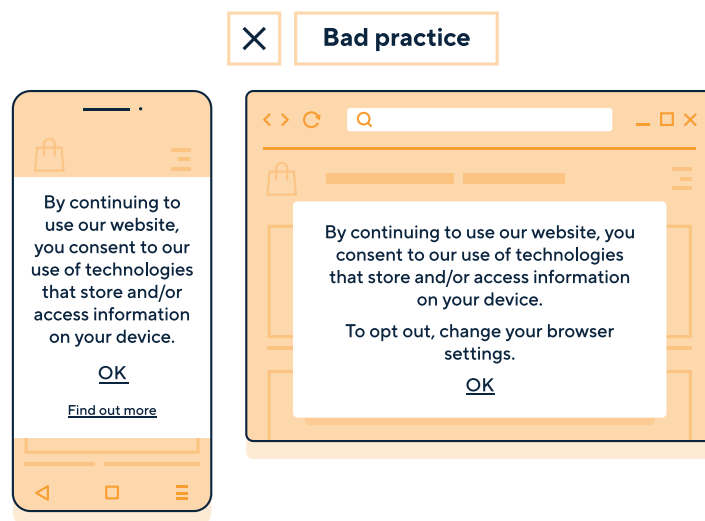 Bad practice
By continuing to
use our website,
you consent to our
use of technologies
that store and/or
access information
on your device.
OK
Find out more
By continuing to use our website, you
consent to our use of technologies
that store and/or access information
on your device.
To opt out, change your browser
settings.
OK